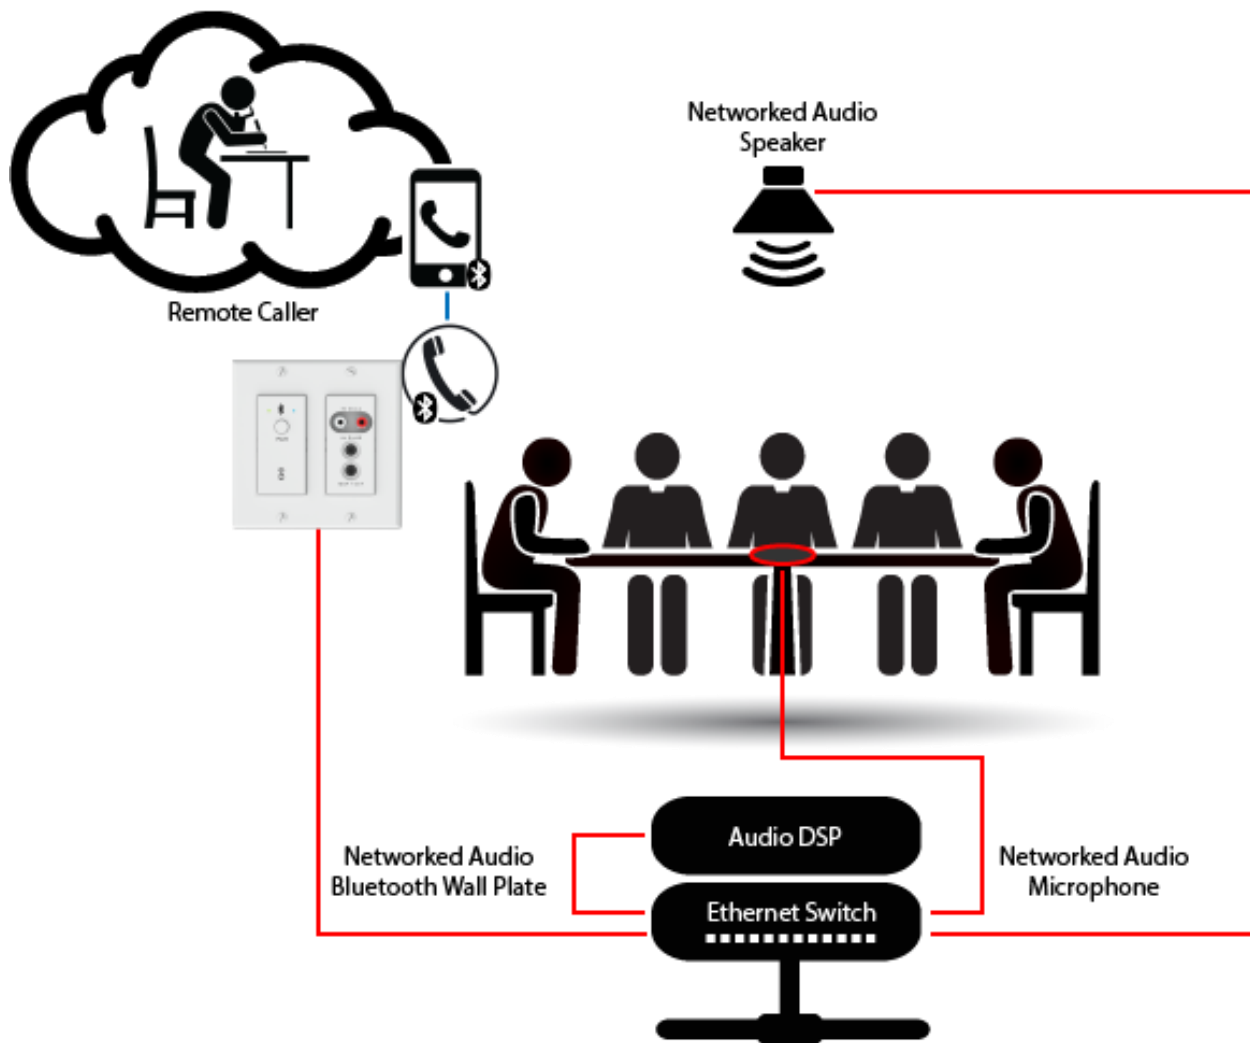 Networked Audio
Speaker
Remote Caller
Audio DSP
Networked Audio
Bluetooth Wall Plate
Networked Audio
Microphone
Ethernet Switch